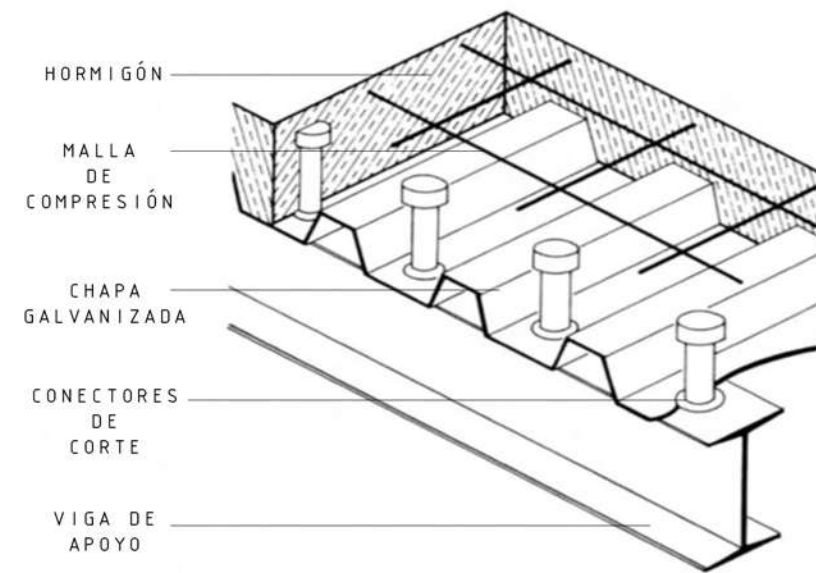 HORMIGÓN
MALLA
DE
COMPRESIÓN
CHAPA
GALVANIZADA
CONECTORES
DE
CORTE
VIGA DE
APOYO